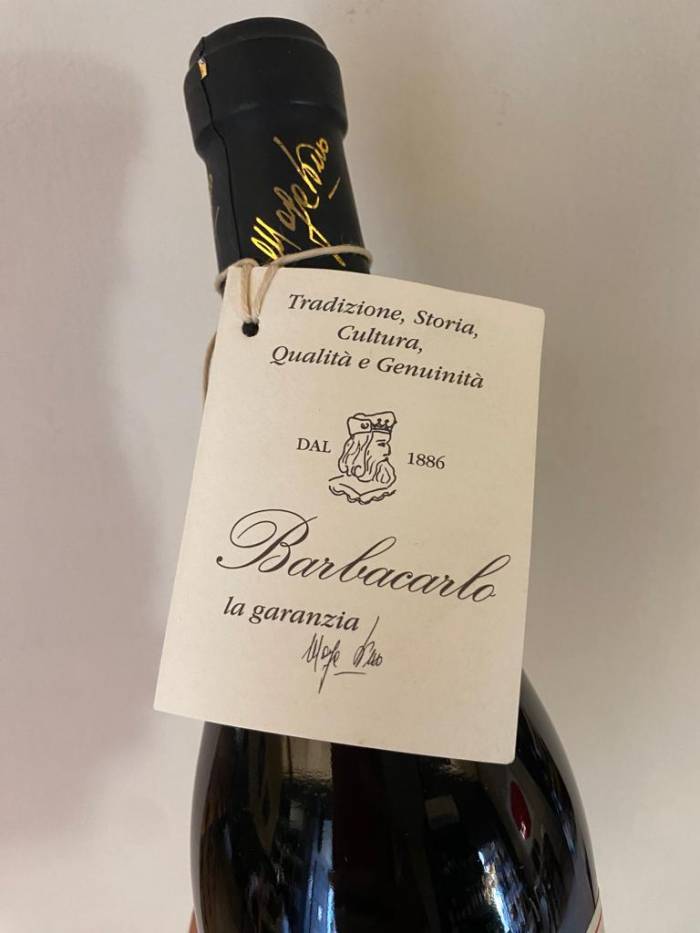 Tradizione, Storia,
Cultura,
Qualità e Genuinità
DAL 1886
Barbacarlo
la garanzia